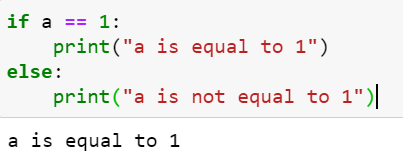 if a == 1:
    print("a is equal to 1")
else:
    print("a is not equal to 1")
a is equal to 1